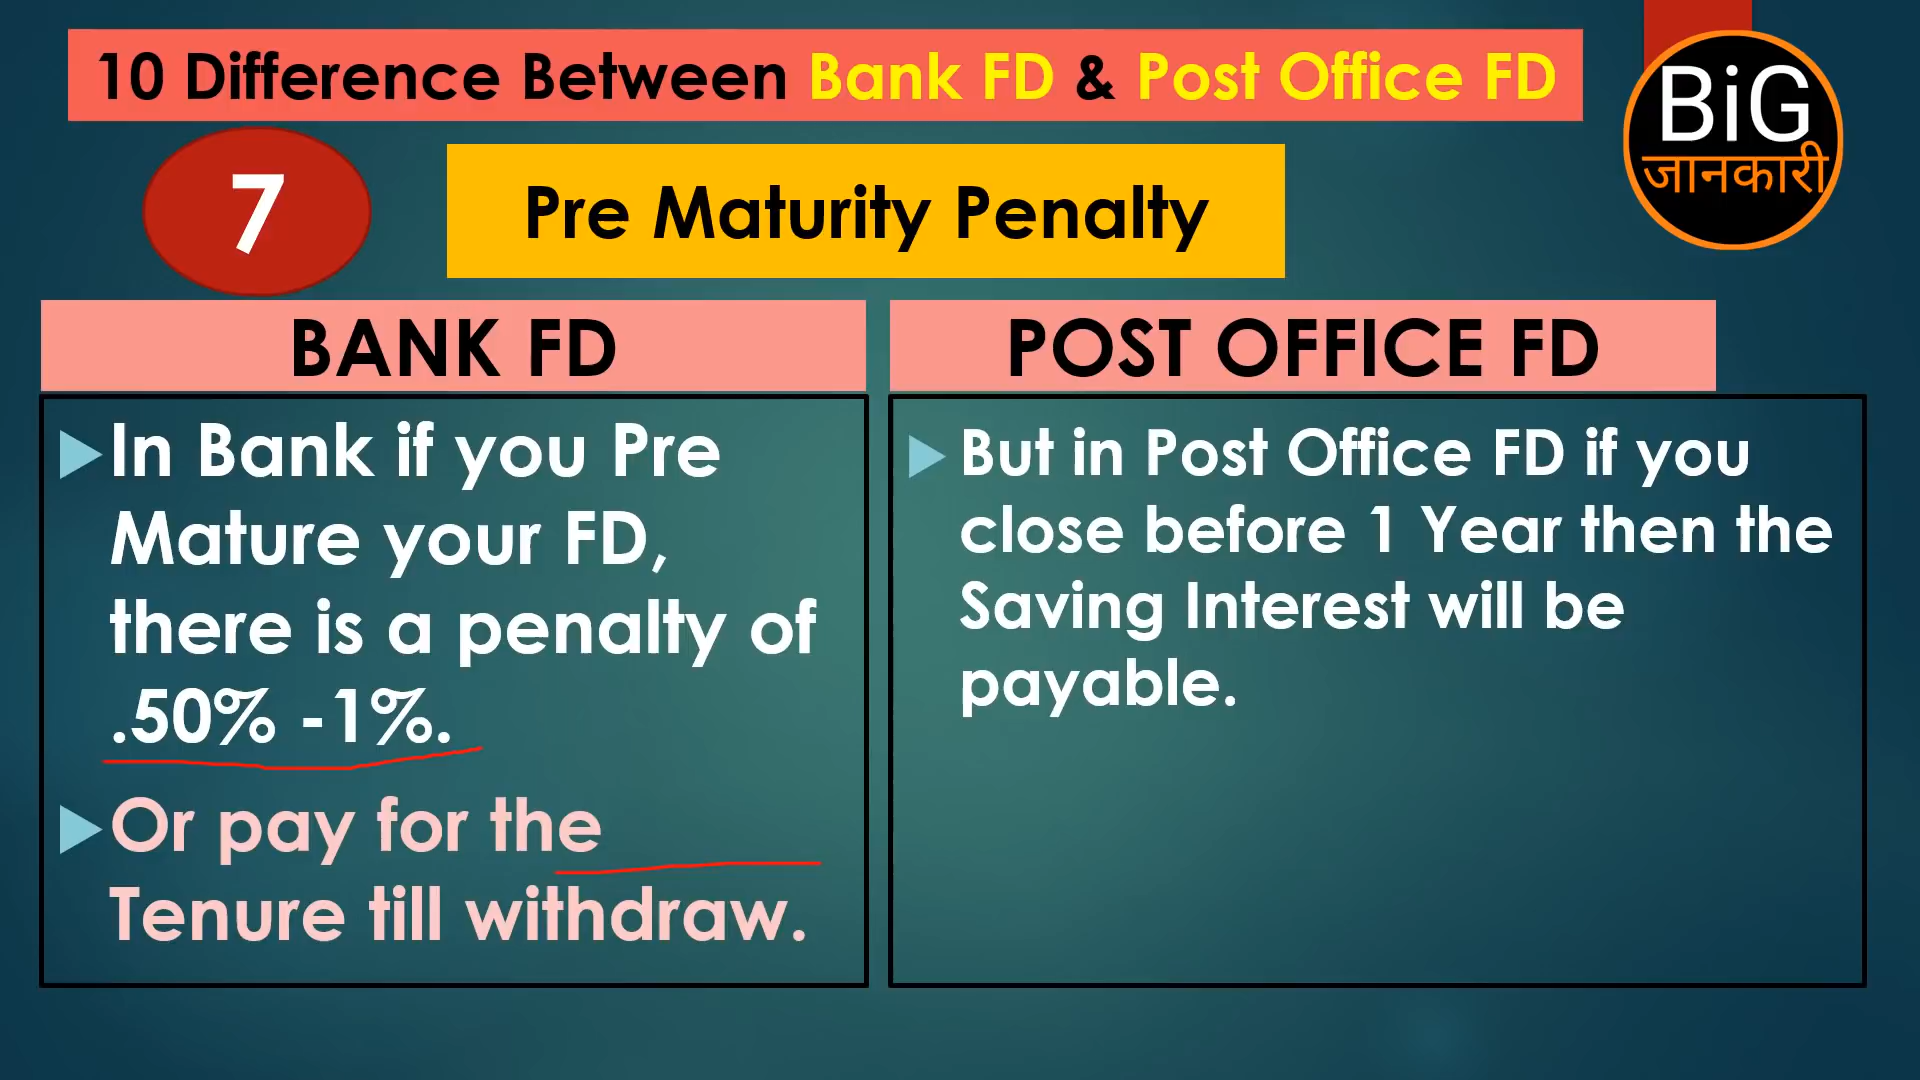 10 Difference Between Bank FD & Post Office FD
BiG
जानकारी
7
Pre Maturity Penalty
BANK FD
In Bank if you Pre
Mature your FD,
there is a penalty of
.50% -1%.
Or pay for the
Tenure till withdraw.
POST OFFICE FD
But in Post Office FD if you
close before 1 Year then the
Saving Interest will be
payable.